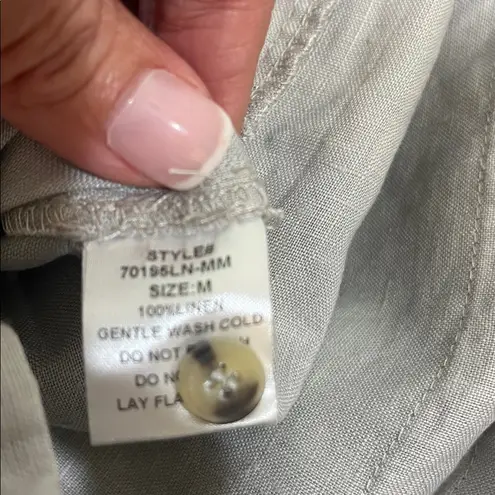 STYLE#
70195LN-MM
SIZE:M
100%LINEN
GENTLE WASH COLD
DO NOT
DO
LAY